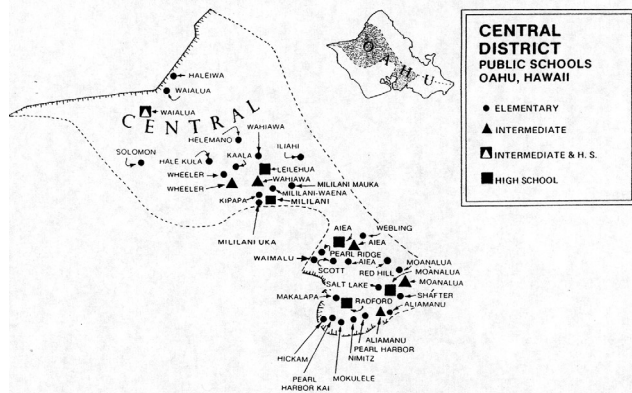 CENTRAL
DISTRICT
PUBLIC SCHOOLS
OAHU, HAWAII
ELEMENTARY
INTERMEDIATE
INTERMEDIATE & H. S.
HIGH SCHOOL
OAHU
CENTRAL
HALEIWA
WAIALUA
WAIALUA
HELEMANO
WAHIAWA
ILIAHI
SOLOMON
HALE KULA
KAALA
LEILEHUA
WHEELER
WAHIAWA
WHEELER
MILILANI MAUKA
MILILANI-WAENA
KIPAPA
MILILANI
MILILANI UKA
AIEA
WEBLING
AIEA
PEARL RIDGE
WAIMALU
AIEA
MOANALUA
SCOTT
RED HILL
MOANALUA
SALT LAKE
MOANALUA
MAKALAPA
SHAFTER
RADFORD
ALIAMANU
ALIAMANU
HICKAM
PEARL HARBOR
NIMITZ
PEARL
HARBOR KAI
MOKULELE